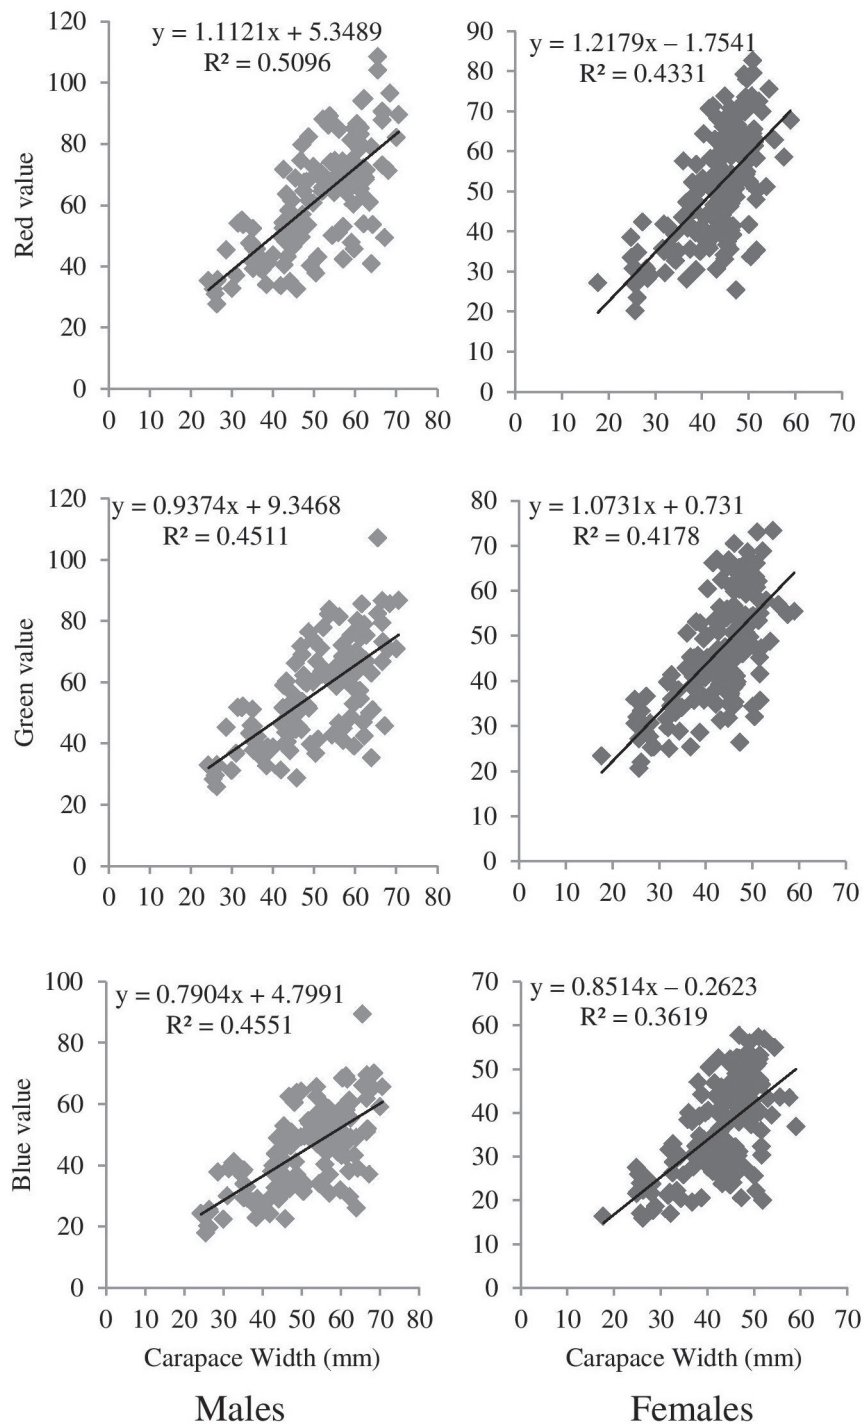 y = 1.1121x + 5.3489
R² = 0.5096
120
100
80
60
40
20
0
Red value
0 10 20 30 40 50 60 70 80
y = 1.2179x – 1.7541
R² = 0.4331
90
80
70
60
50
40
30
20
10
0
0 10 20 30 40 50 60 70
y = 0.9374x + 9.3468
R² = 0.4511
120
100
80
60
40
20
0
Green value
0 10 20 30 40 50 60 70 80
y = 1.0731x + 0.731
R² = 0.4178
80
70
60
50
40
30
20
10
0
0 10 20 30 40 50 60 70
y = 0.7904x + 4.7991
R² = 0.4551
100
80
60
40
20
0
Blue value
0 10 20 30 40 50 60 70 80
Carapace Width (mm)
Males
y = 0.8514x – 0.2623
R² = 0.3619
70
60
50
40
30
20
10
0
0 10 20 30 40 50 60 70
Carapace Width (mm)
Females